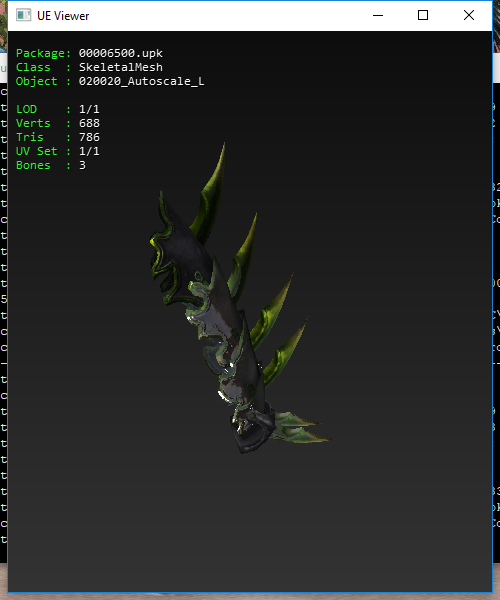 UE Viewer
Package: 00006500.upk
Class : SkeletalMesh
Object : 020020_Autoscale_L
LOD : 1/1
Verts : 688
Tris : 786
UV Set : 1/1
Bones : 3